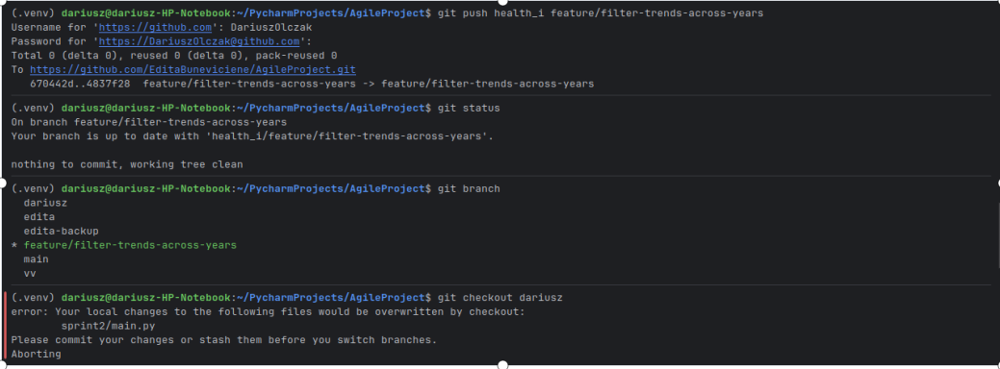 (.venv) dariusz@dariusz-HP-Notebook:~/PycharmProjects/AgileProject$ git push health_i feature/filter-trends-across-years
Username for 'https://github.com': DariuszOlczak
Password for 'https://DariuszOlczak@github.com':
Total 0 (delta 0), reused 0 (delta 0), pack-reused 0
To https://github.com/EditaBuneviciene/AgileProject.git
   670442d..4837f28  feature/filter-trends-across-years -> feature/filter-trends-across-years
(.venv) dariusz@dariusz-HP-Notebook:~/PycharmProjects/AgileProject$ git status
On branch feature/filter-trends-across-years
Your branch is up to date with 'health_i/feature/filter-trends-across-years'.
nothing to commit, working tree clean
(.venv) dariusz@dariusz-HP-Notebook:~/PycharmProjects/AgileProject$ git branch
  dariusz
  edita
  edita-backup
* feature/filter-trends-across-years
  main
  vv
(.venv) dariusz@dariusz-HP-Notebook:~/PycharmProjects/AgileProject$ git checkout dariusz
error: Your local changes to the following files would be overwritten by checkout:
        sprint2/main.py
Please commit your changes or stash them before you switch branches.
Aborting